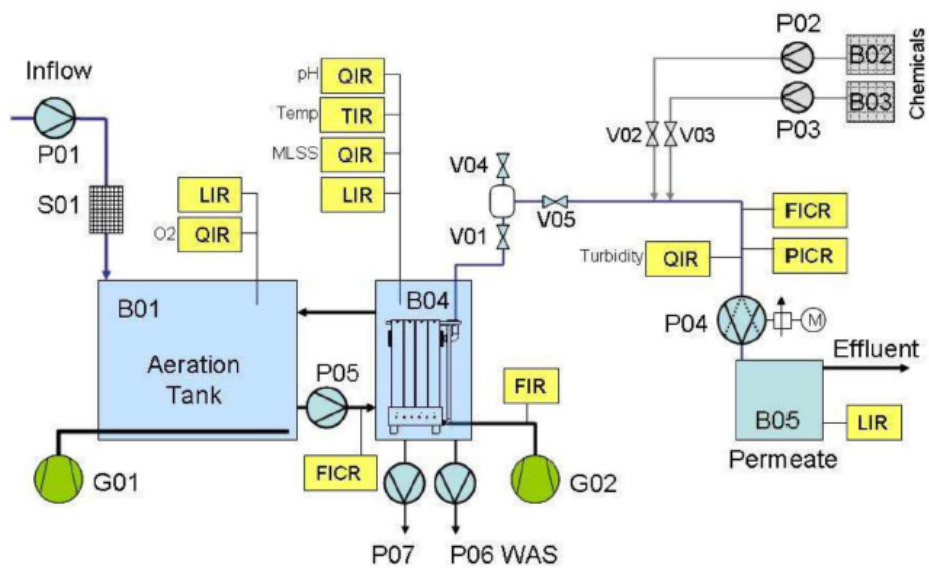 Inflow
P01
S01
LIR
O2 QIR
pH QIR
Temp TIR
MLSS QIR
LIR
V04
V01
V05
V02
V03
P02
B02
P03
B03
Chemicals
FICR
Turbidity QIR
PICR
P04
M
Effluent
B05
LIR
Permeate
B01
Aeration
Tank
B04
P05
FICR
FIR
G01
G02
P07
P06 WAS